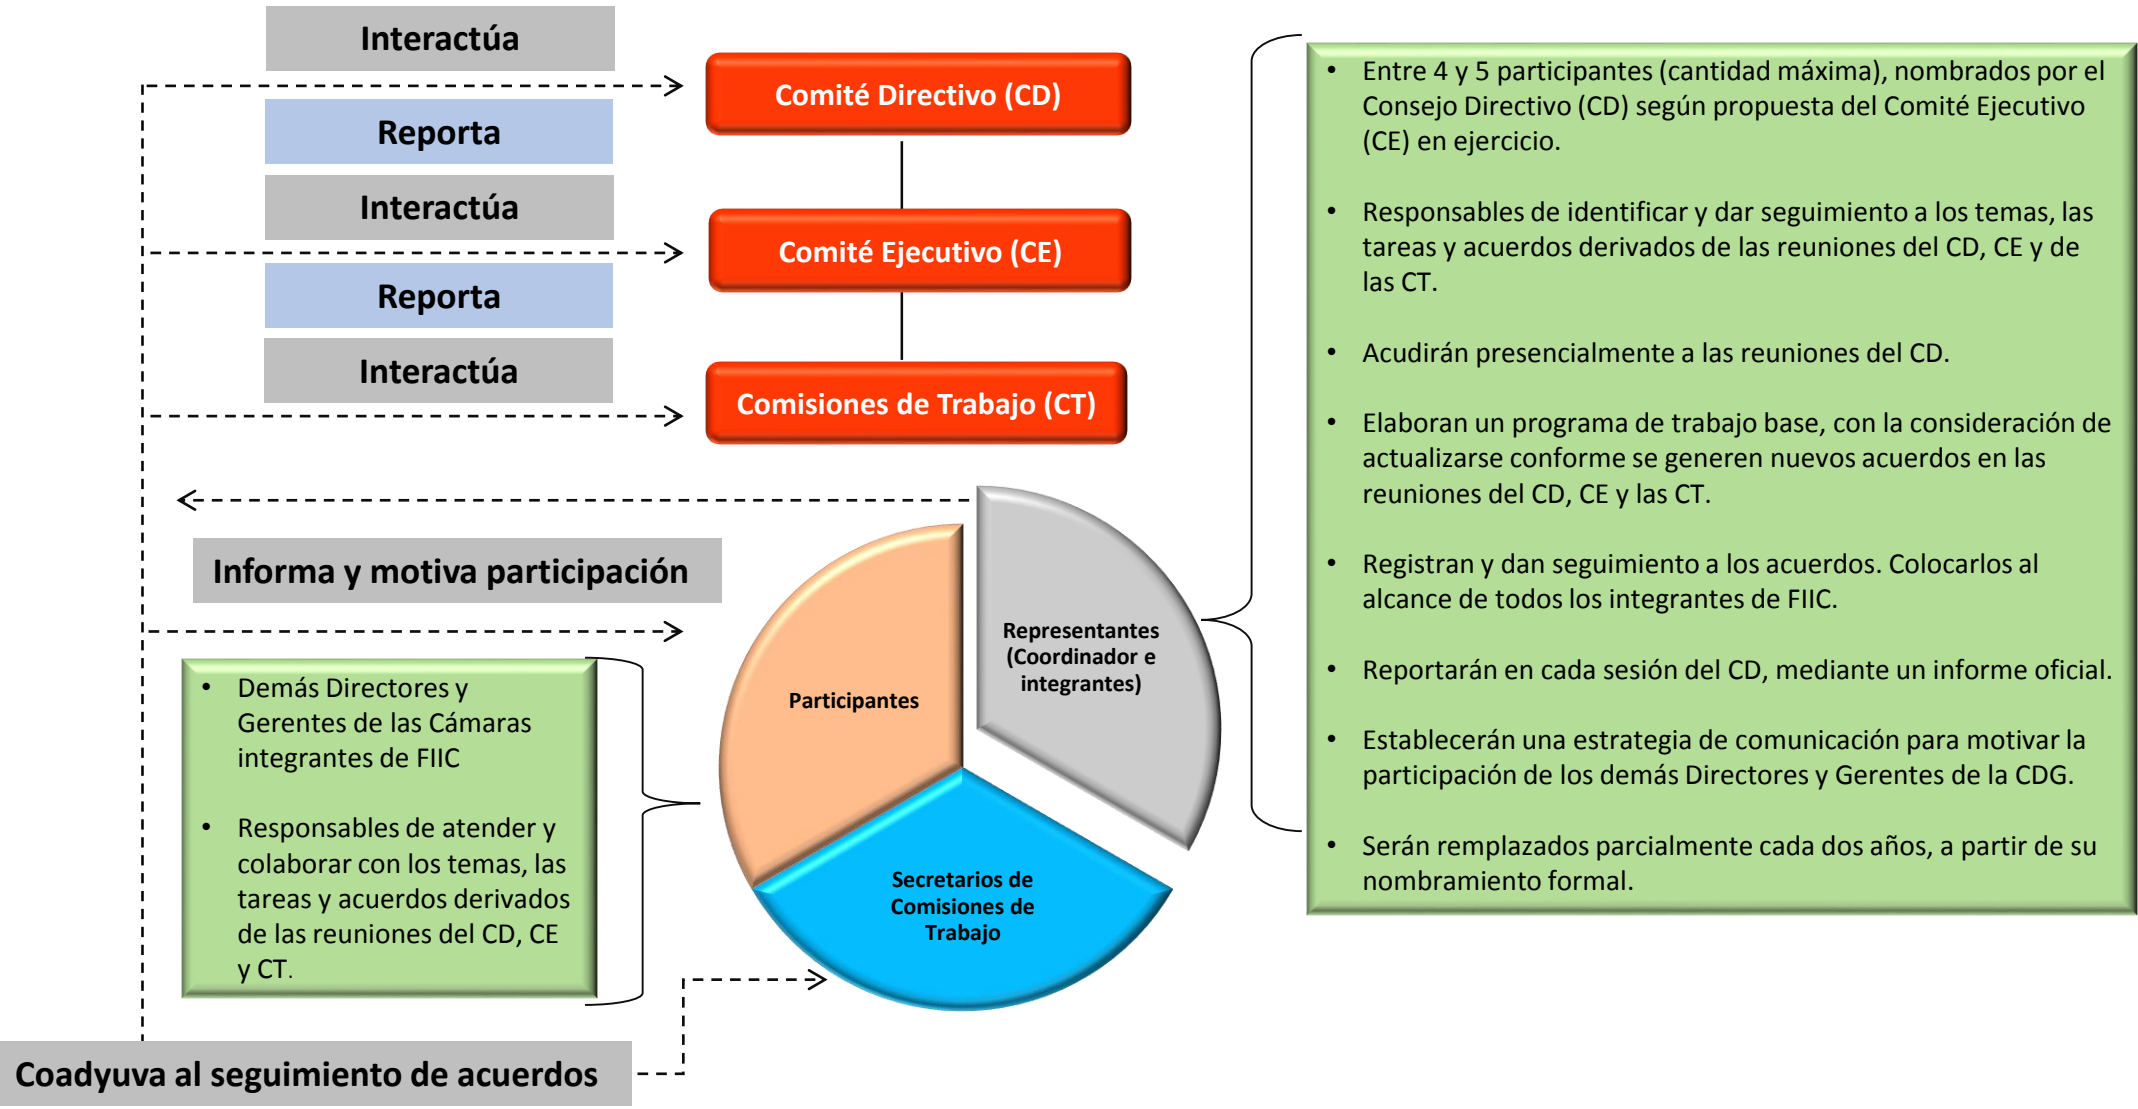 Interactúa
Comité Directivo (CD)
Reporta
Interactúa
Comité Ejecutivo (CE)
Reporta
Interactúa
Comisiones de Trabajo (CT)
Informa y motiva participación
• Demás Directores y
Gerentes de las Cámaras
integrantes de FIIC
• Responsables de atender y
colaborar con los temas, las
tareas y acuerdos derivados
de las reuniones del CD, CE
y CT.
Participantes
Representantes
(Coordinador e
integrantes)
Secretarios de
Comisiones de
Trabajo
Coadyuva al seguimiento de acuerdos
• Entre 4 y 5 participantes (cantidad máxima), nombrados por el
Consejo Directivo (CD) según propuesta del Comité Ejecutivo
(CE) en ejercicio.
• Responsables de identificar y dar seguimiento a los temas, las
tareas y acuerdos derivados de las reuniones del CD, CE y de
las CT.
• Acudirán presencialmente a las reuniones del CD.
• Elaboran un programa de trabajo base, con la consideración de
actualizarse conforme se generen nuevos acuerdos en las
reuniones del CD, CE y las CT.
• Registran y dan seguimiento a los acuerdos. Colocarlos al
alcance de todos los integrantes de FIIC.
• Reportarán en cada sesión del CD, mediante un informe oficial.
• Establecerán una estrategia de comunicación para motivar la
participación de los demás Directores y Gerentes de la CDG.
• Serán remplazados parcialmente cada dos años, a partir de su
nombramiento formal.